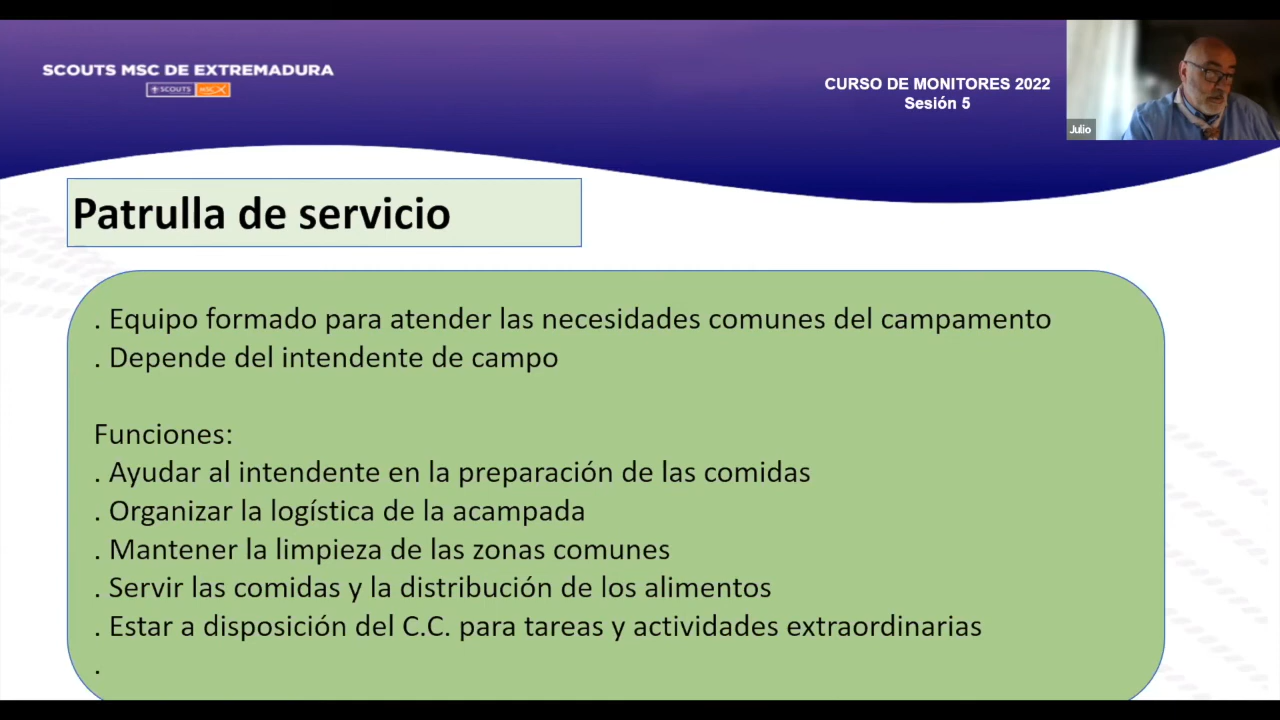 SCOUTS MSC DE EXTREMADURA
SCOUTS MSC
CURSO DE MONITORES 2022
Sesión 5
Julio
Patrulla de servicio
. Equipo formado para atender las necesidades comunes del campamento
. Depende del intendente de campo
Funciones:
. Ayudar al intendente en la preparación de las comidas
. Organizar la logística de la acampada
. Mantener la limpieza de las zonas comunes
. Servir las comidas y la distribución de los alimentos
. Estar a disposición del C.C. para tareas y actividades extraordinarias
.